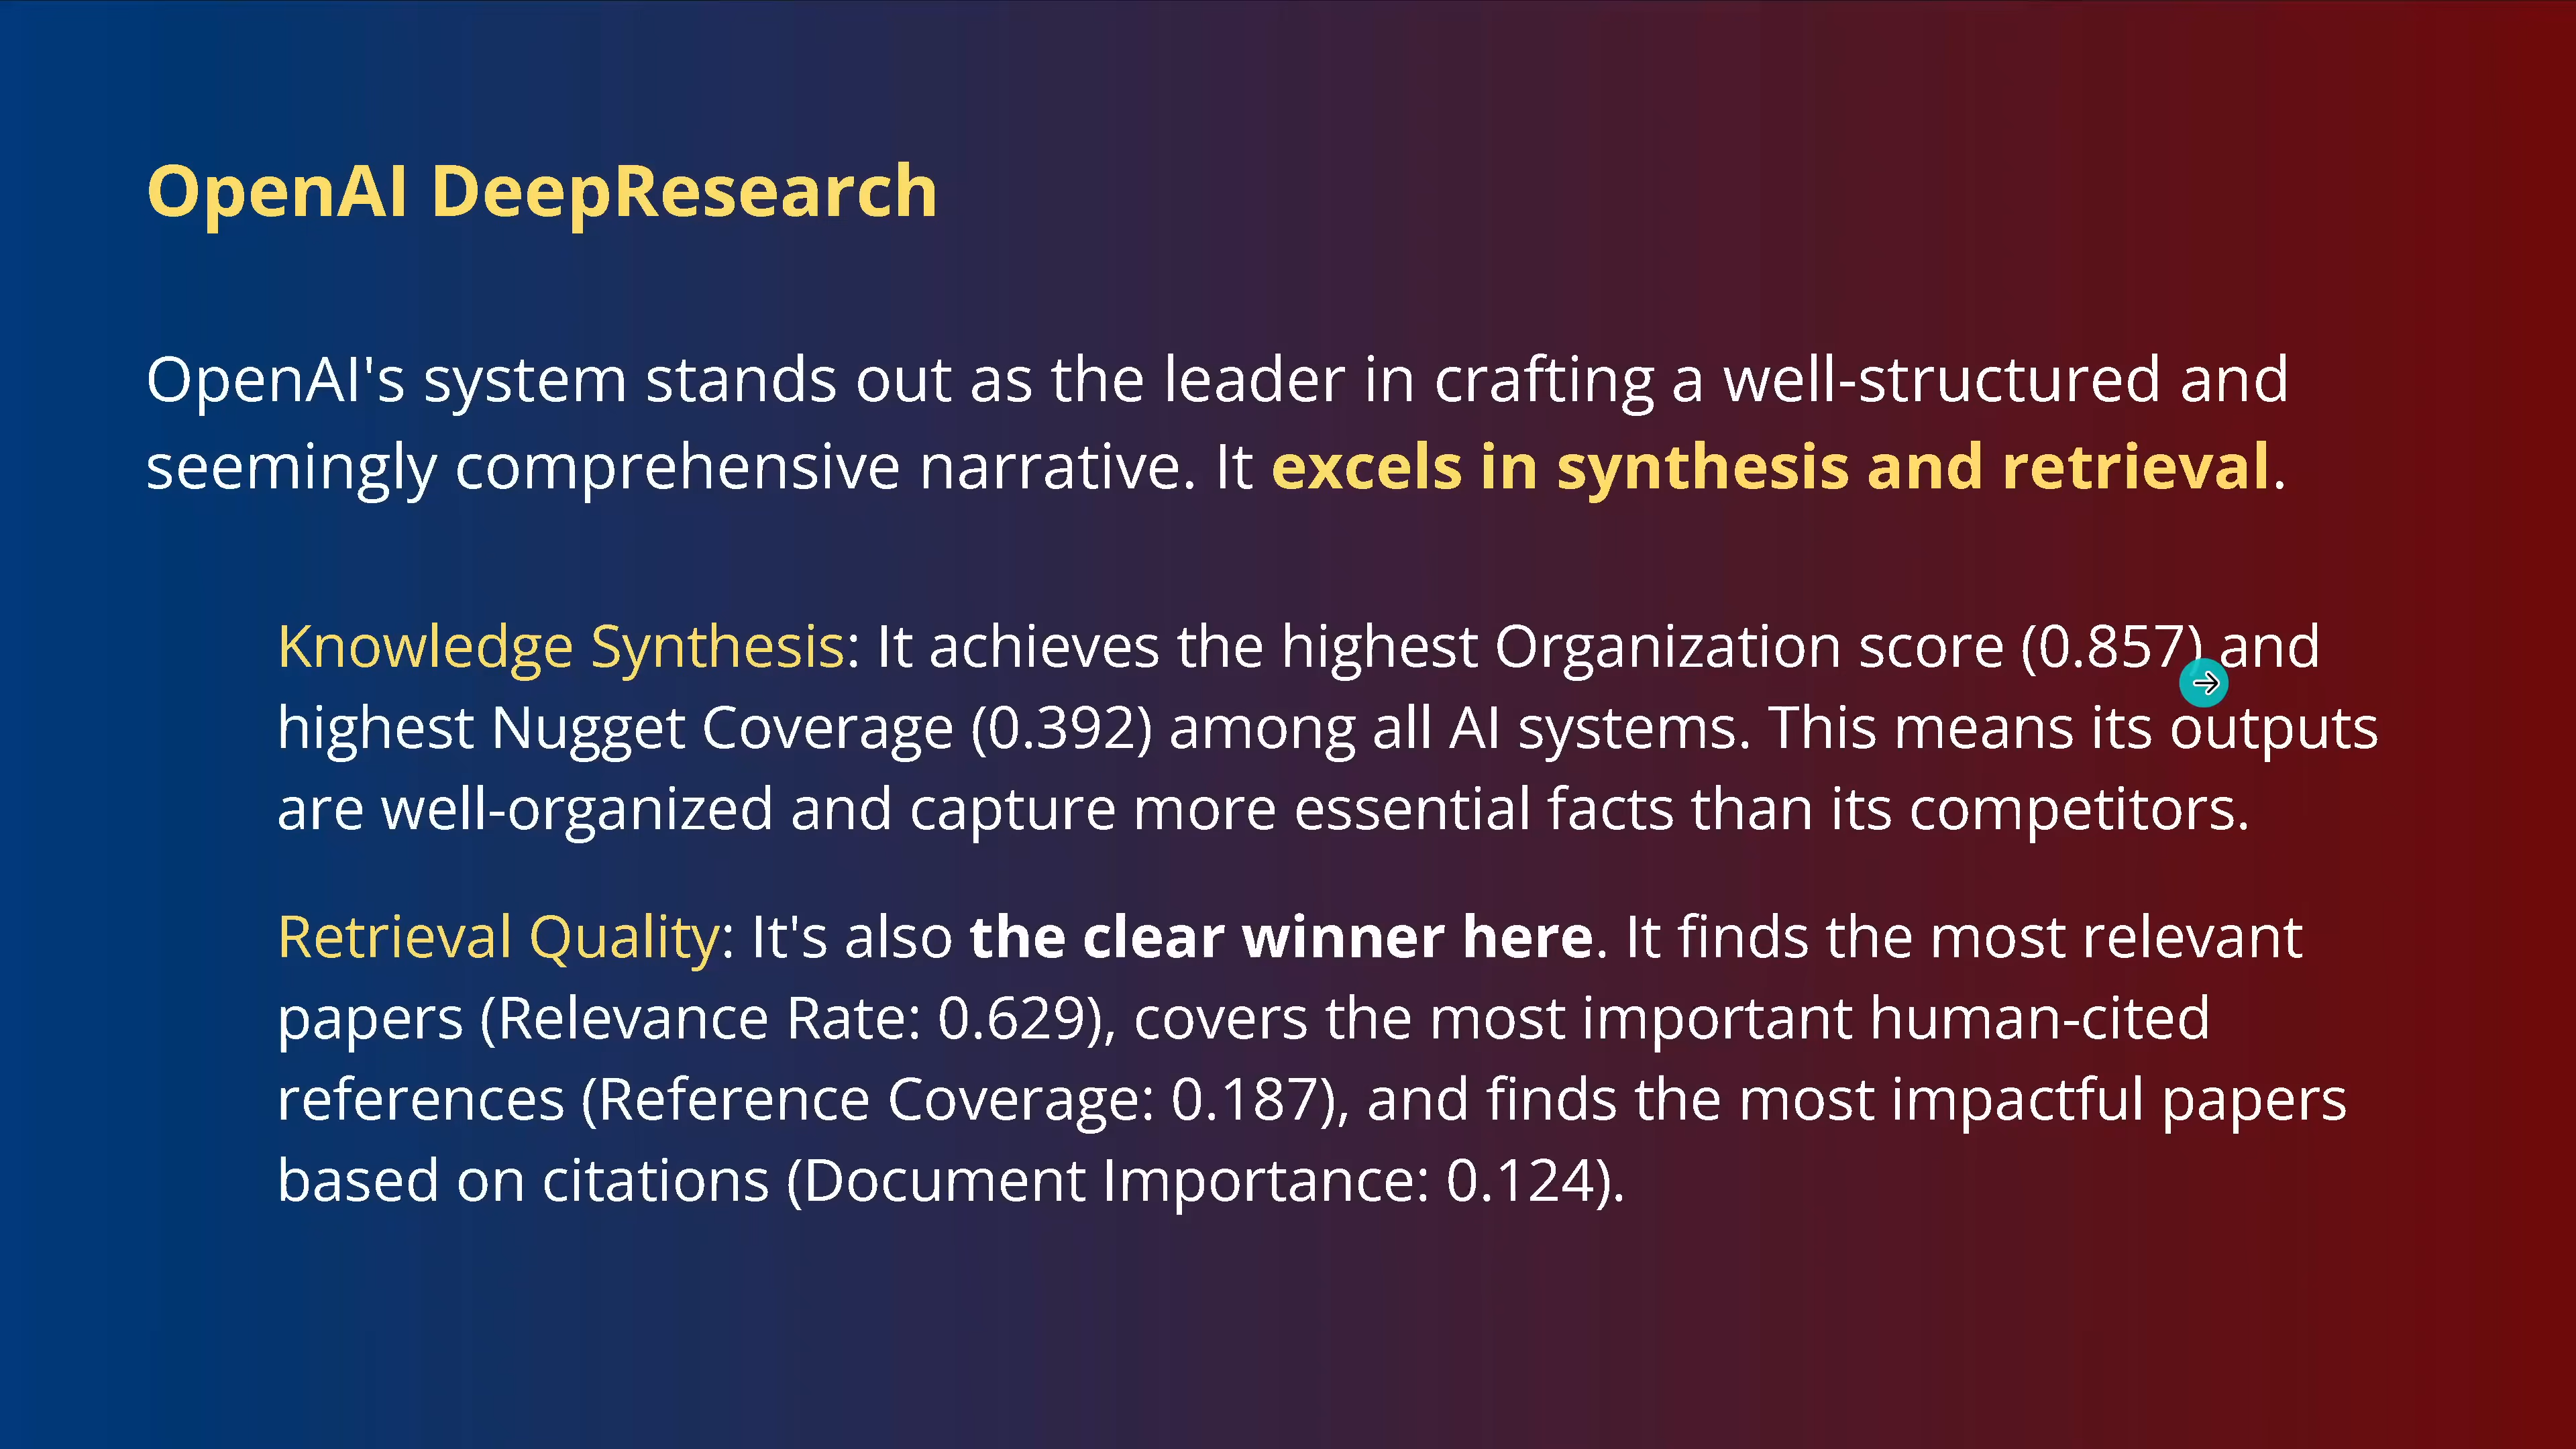 OpenAI DeepResearch
OpenAI's system stands out as the leader in crafting a well-structured and
seemingly comprehensive narrative. It excels in synthesis and retrieval.
Knowledge Synthesis: It achieves the highest Organization score (0.857) and
highest Nugget Coverage (0.392) among all AI systems. This means its outputs
are well-organized and capture more essential facts than its competitors.
Retrieval Quality: It's also the clear winner here. It finds the most relevant
papers (Relevance Rate: 0.629), covers the most important human-cited
references (Reference Coverage: 0.187), and finds the most impactful papers
based on citations (Document Importance: 0.124).